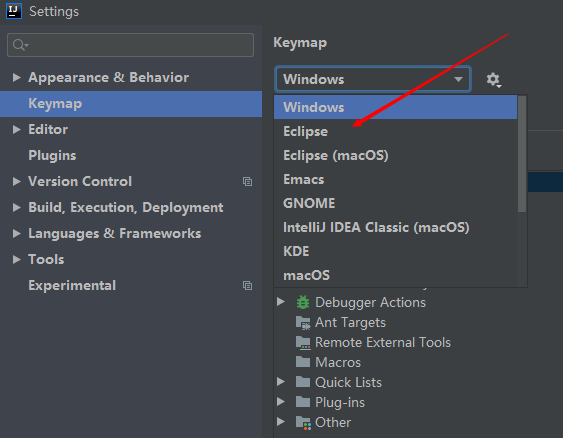 IJ Settings
Appearance & Behavior
Keymap
Editor
Plugins
Version Control
Build, Execution, Deployment
Languages & Frameworks
Tools
Experimental
Keymap
Windows
Windows
Eclipse
Eclipse (macOS)
Emacs
GNOME
IntelliJ IDEA Classic (macOS)
KDE
macOS
Debugger Actions
Ant Targets
Remote External Tools
Macros
Quick Lists
Plug-ins
Other